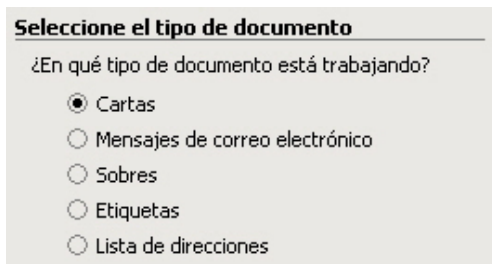 Seleccione el tipo de documento
¿En qué tipo de documento está trabajando?
Cartas
Mensajes de correo electrónico
Sobres
Etiquetas
Lista de direcciones